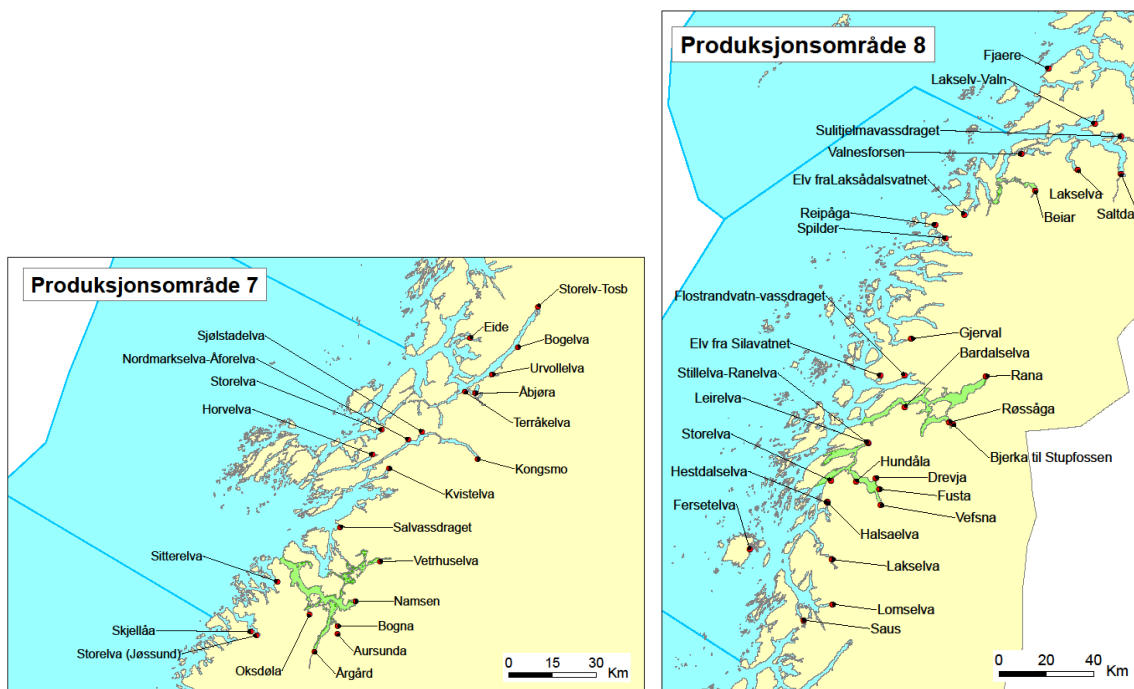 Produksjonsområde 7
Storelv-Tosb
Eide
Sjølstadelva
Bogelva
Nordmarkselva-Åforelva
Urvollelva
Storelva
Åbjøra
Horvelva
Terråkelva
Kongsmo
Kvistelva
Salvassdraget
Sitterelva
Vetrhuselva
Namsen
Skjellåa
Bogna
Storelva (Jøssund)
Aursunda
Oksdøla
Årgård
0 15 30
Km
Produksjonsområde 8
Fjaere
Lakselv-Valn
Sulitjelmavassdraget
Valnesforsen
Elv fraLaksådalsvatnet
Lakselva
Saltda
Beiar
Reipåga
Spilder
Flostrandvatn-vassdraget
Gjerval
Elv fra Silavatnet
Bardalselva
Stillelva-Ranelva
Rana
Leirelva
Røssåga
Storelva
Bjerka til Stupfossen
Hundåla
Hestdalselva
Drevja
Fusta
Fersetelva
Vefsna
Halsaelva
Lakselva
Lomselva
Saus
0 20 40
Km